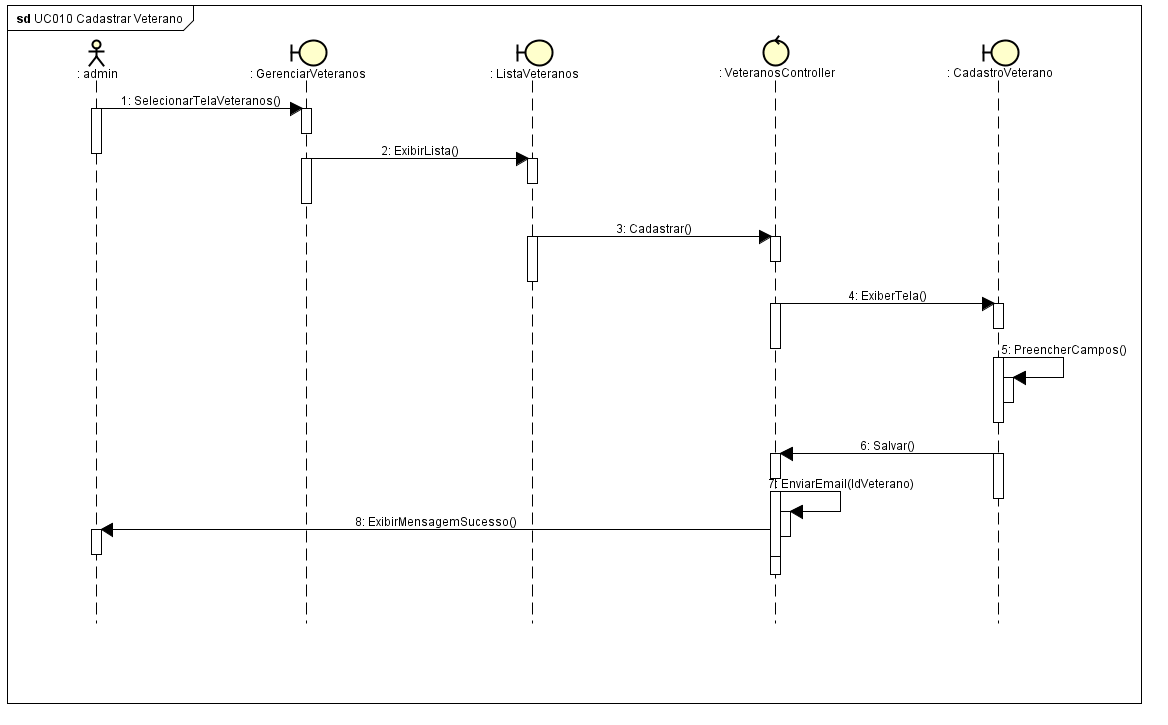 sd UC010 Cadastrar Veterano
: admin
: GerenciarVeteranos
: ListaVeteranos
: VeteranosController
: CadastroVeterano
1: SelecionarTelaVeteranos()
2: ExibirLista()
3: Cadastrar()
4: ExiberTela()
5: PreencherCampos()
6: Salvar()
7: EnviarEmail(IdVeterano)
8: ExibirMensagemSucesso()